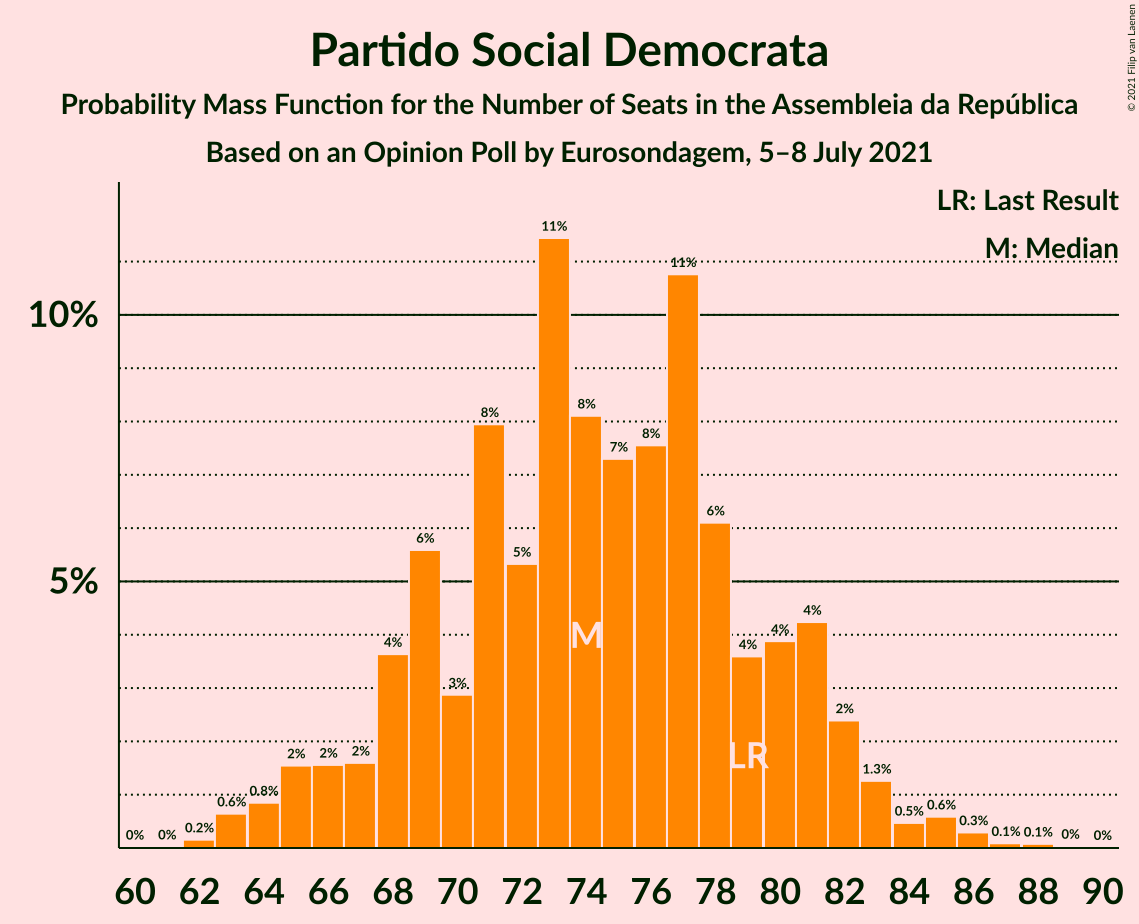 Partido Social Democrata
Probability Mass Function for the Number of Seats in the Assembleia da República
Based on an Opinion Poll by Eurosondagem, 5–8 July 2021
© 2021 Filip van Laenen
LR: Last Result
M: Median
10%
5%
0% 0% 0.2% 0.6% 0.8% 2% 2% 2% 4% 6% 3% 8% 5% 11% 8% 7% 8% 11% 6% 4% 4% 4% 2% 1.3% 0.5% 0.6% 0.3% 0.1% 0.1% 0% 0%
M
LR
60 62 64 66 68 70 72 74 76 78 80 82 84 86 88 90